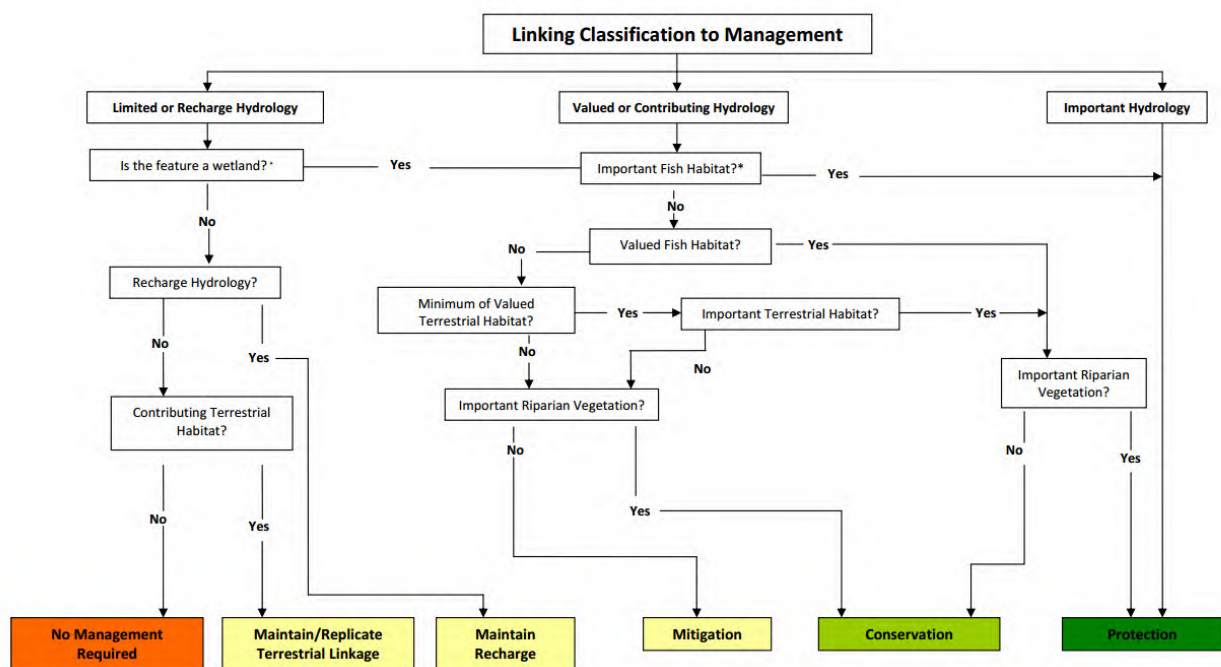 Linking Classification to Management
Limited or Recharge Hydrology
Valued or Contributing Hydrology
Important Hydrology
Is the feature a wetland?⁺
Yes
Important Fish Habitat?*
Yes
No
No
Valued Fish Habitat?
No
Yes
Recharge Hydrology?
Minimum of Valued
Terrestrial Habitat?
Yes
Important Terrestrial Habitat?
Yes
No
Yes
No
No
Important Riparian
Vegetation?
Contributing Terrestrial
Habitat?
Important Riparian Vegetation?
No
No
Yes
No
Yes
Yes
No
Management
Required
Maintain/Replicate
Terrestrial Linkage
Maintain
Recharge
Mitigation
Conservation
Protection